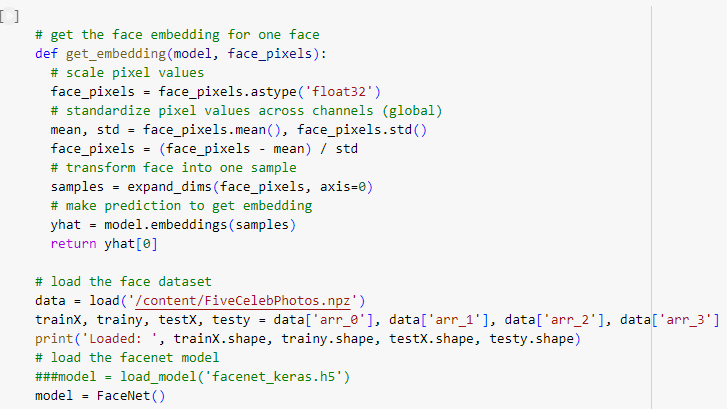 [ ]
# get the face embedding for one face
def get_embedding(model, face_pixels):
  # scale pixel values
  face_pixels = face_pixels.astype('float32')
  # standardize pixel values across channels (global)
  mean, std = face_pixels.mean(), face_pixels.std()
  face_pixels = (face_pixels - mean) / std
  # transform face into one sample
  samples = expand_dims(face_pixels, axis=0)
  # make prediction to get embedding
  yhat = model.embeddings(samples)
  return yhat[0]

# load the face dataset
data = load('/content/FiveCelebPhotos.npz')
trainX, trainy, testX, testy = data['arr_0'], data['arr_1'], data['arr_2'], data['arr_3']
print('Loaded: ', trainX.shape, trainy.shape, testX.shape, testy.shape)
# load the facenet model
###model = load_model('facenet_keras.h5')
model = FaceNet()